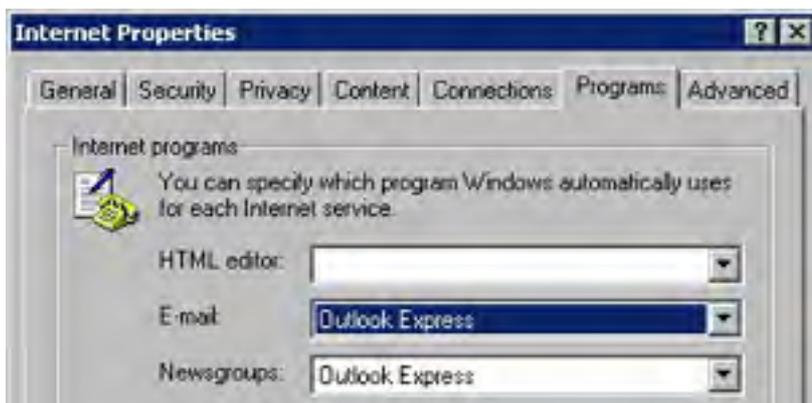 Internet Properties
General Security Privacy Content Connections Programs Advanced
Internet programs
You can specify which program Windows automatically uses
for each Internet service.
HTML editor:
E-mail: Outlook Express
Newsgroups: Outlook Express